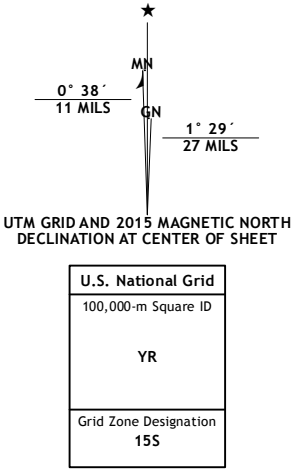 MN
0° 38´
11 MILS
GN
1° 29´
27 MILS
UTM GRID AND 2015 MAGNETIC NORTH
DECLINATION AT CENTER OF SHEET
U.S. National Grid
100,000-m Square ID
YR
Grid Zone Designation
15S